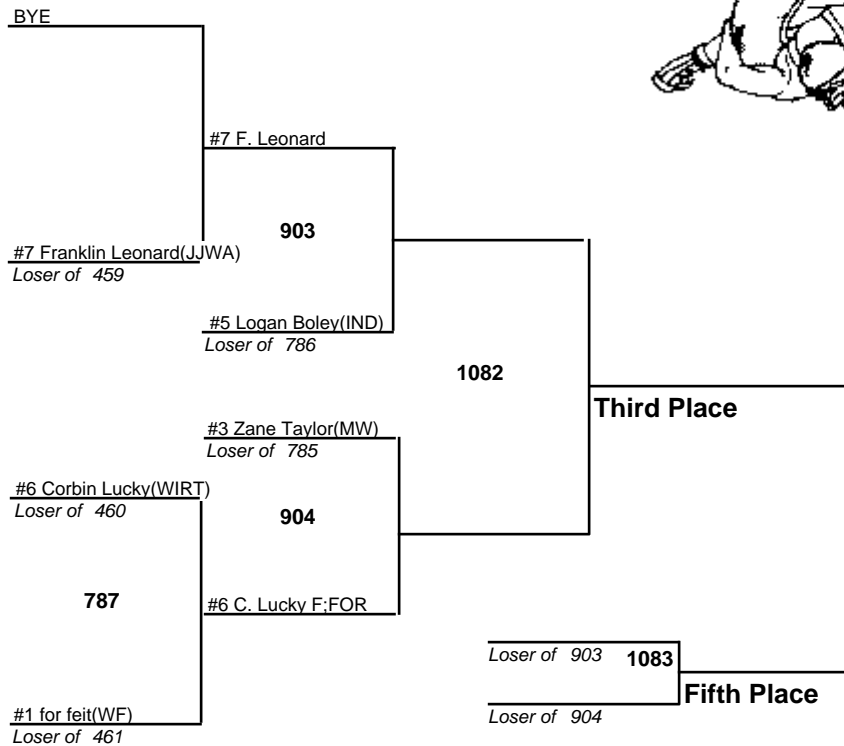 BYE
#7 F. Leonard
903
#7 Franklin Leonard(JJWA)
Loser of 459
#5 Logan Boley(IND)
Loser of 786
1082
Third Place
#3 Zane Taylor(MW)
Loser of 785
#6 Corbin Lucky(WIRT)
Loser of 460
904
787
#6 C. Lucky F;FOR
Loser of 903 1083
Fifth Place
Loser of 904
#1 for feit(WF)
Loser of 461